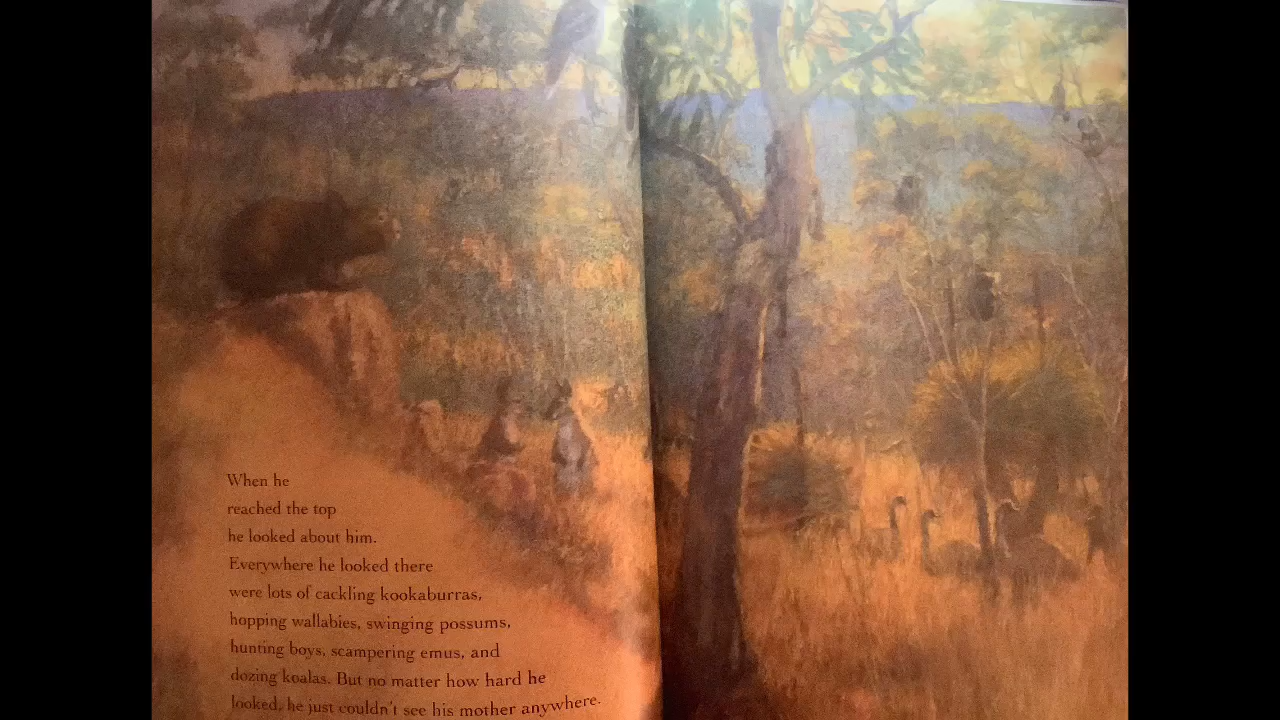 When he
reached the top
he looked about him.
Everywhere he looked there
were lots of cackling kookaburras,
hopping wallabies, swinging possums,
hunting boys, scampering emus, and
dozing koalas. But no matter how hard he
looked, he just couldn't see his mother anywhere.